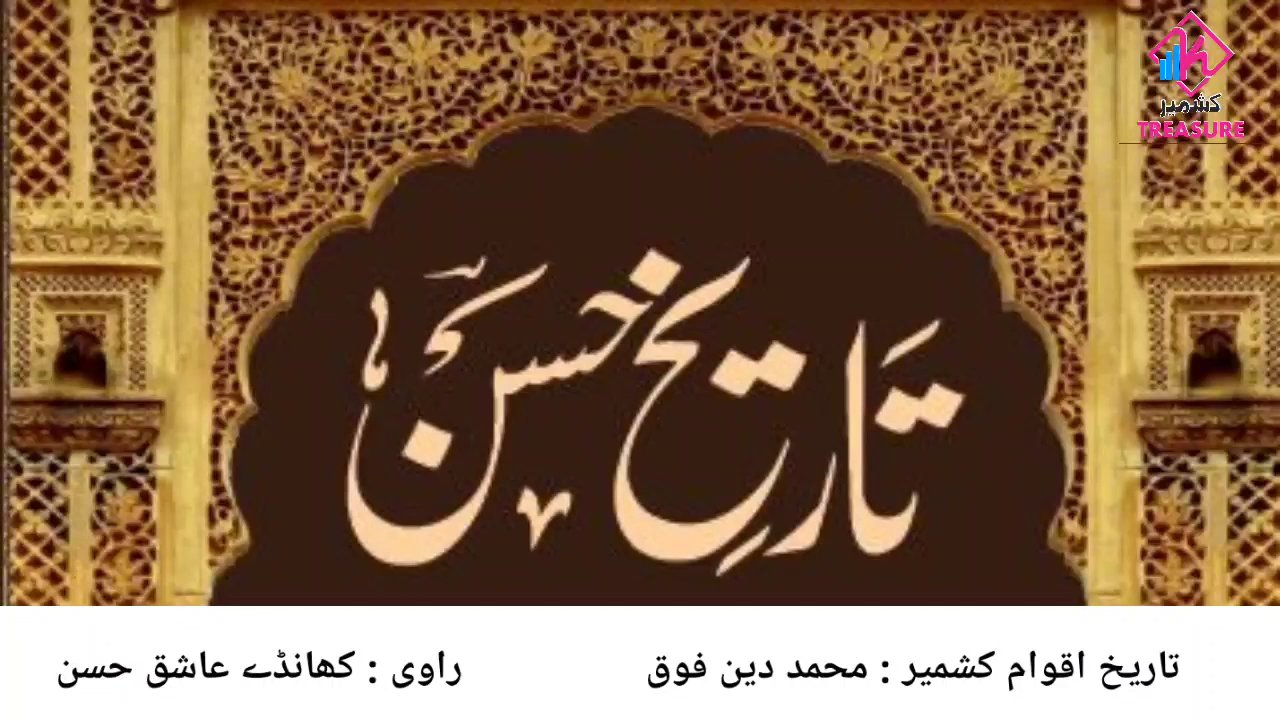 کشمیر
TREASURE
تاریخ حسن
تاریخ اقوام کشمیر : محمد دین فوق
راوی : کھانڈے عاشق حسن